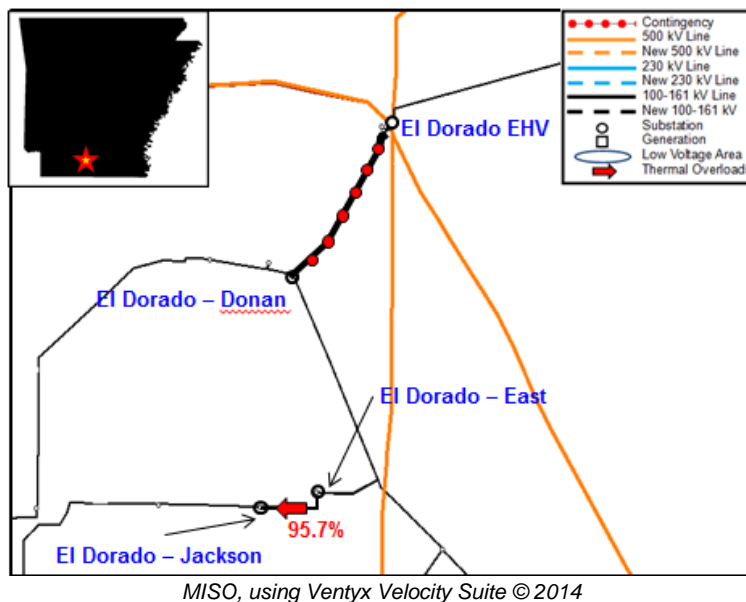 Contingency
500 kV Line
New 500 kV Line
230 kV Line
New 230 kV Line
100-161 kV Line
New 100-161 kV
Substation
Generation
Low Voltage Area
Thermal Overload
El Dorado EHV
El Dorado – Donan
El Dorado – East
95.7%
El Dorado – Jackson
MISO, using Ventyx Velocity Suite © 2014